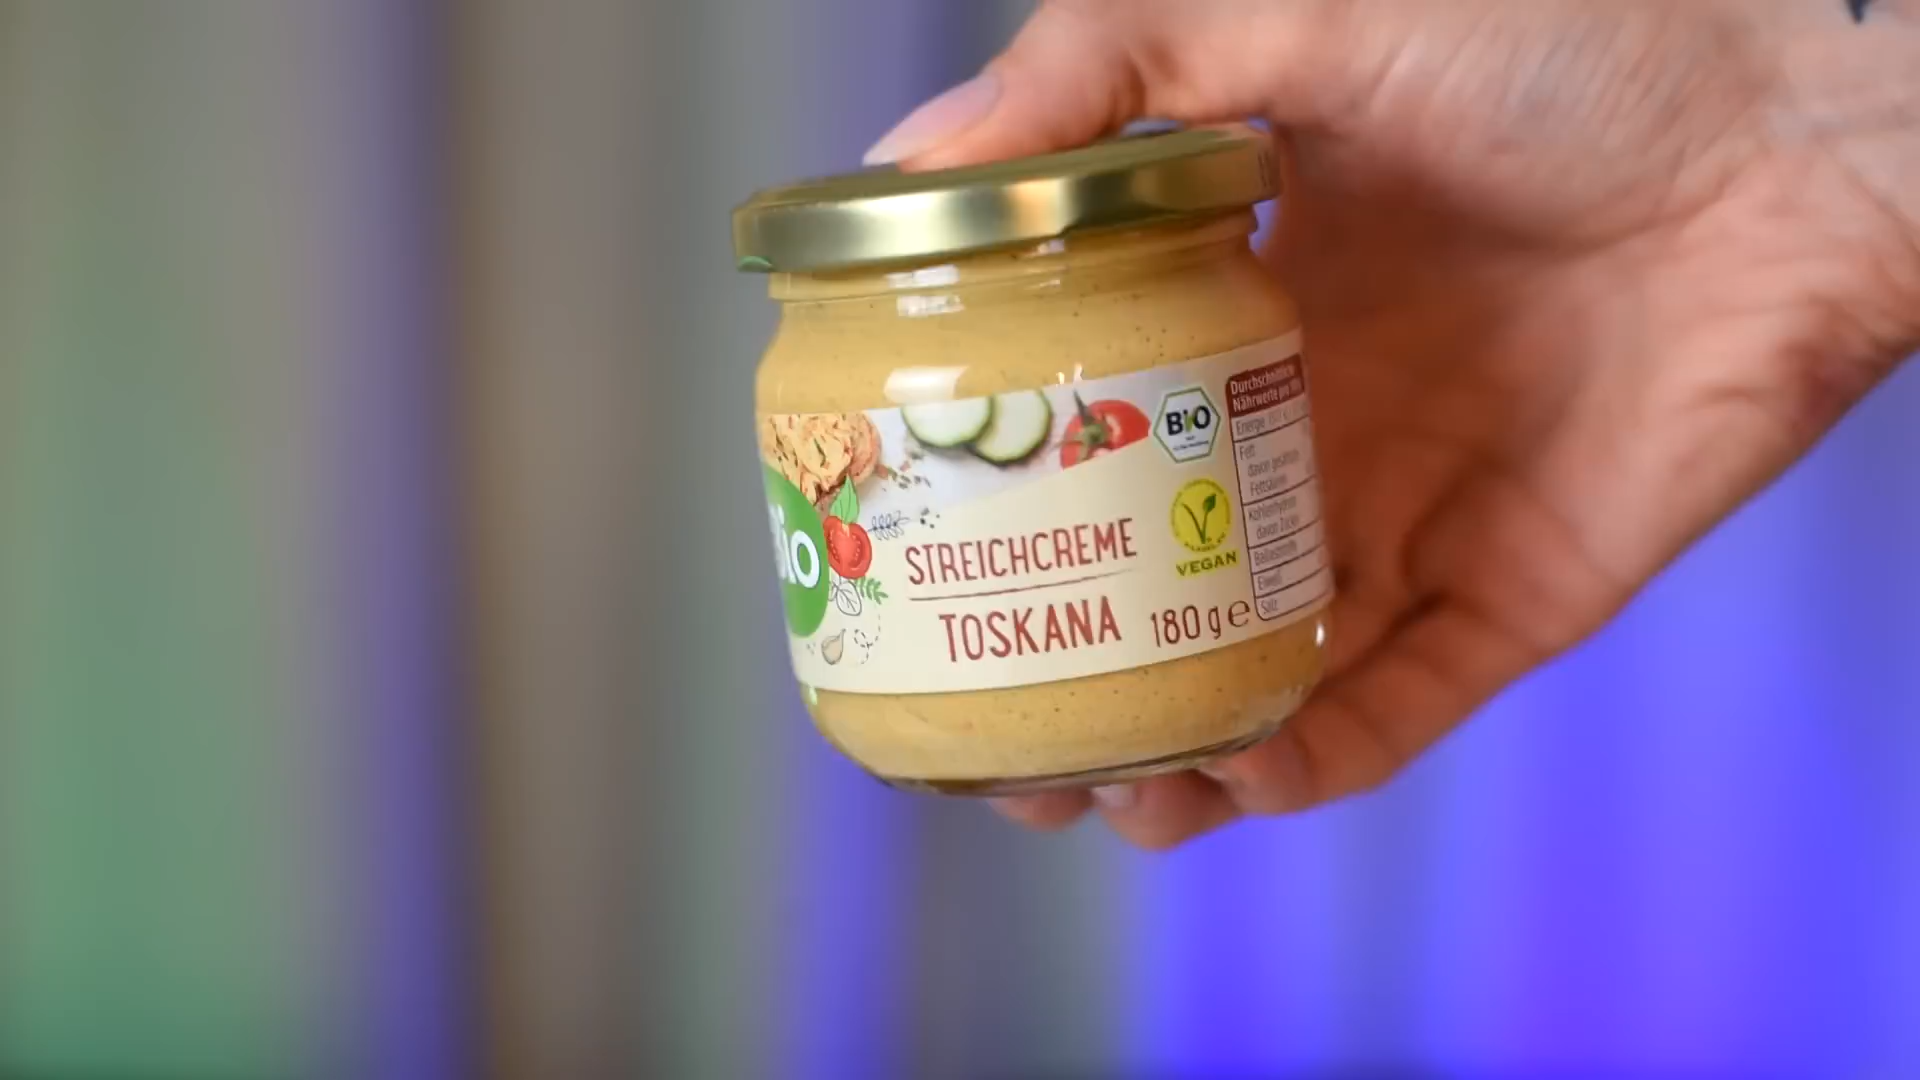 BiO
Bio
STREICHCREME
TOSKANA
180 g e
VEGAN
Durchschnittliche
Nährwerte pro
Energie
Fett
davon gesättigte
Fettsäuren
Kohlenhydrate
davon Zucker
Ballaststoffe
Eiweiß
Salz